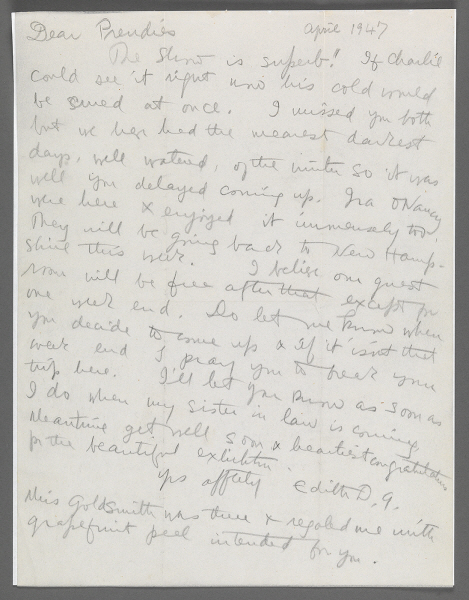 Dear Prendies April 1947
The Show is superb! If Charlie
could see it right now his cold would
be cured at once. I missed you both
but we have had the meanest darkest
days, well watered, of the winter so it was
well you delayed coming up. Ira & Nancy
were here & enjoyed it immensely too.
They will be going back to New Hamp-
shire this week. I believe our guest
room will be free after that except for
one week end. Do let me know when
you decide to come up & if it isn't that
week end I pray you to park your
trip here. I'll let you know as soon as
I do when my sister in law is coming.
Meantime get well soon & heartiest congratulations
for the beautiful exhibition.
yrs affctly Edith D. G.
Miss Goldsmith was there & regaled me with
grapefruit peel intended for you.